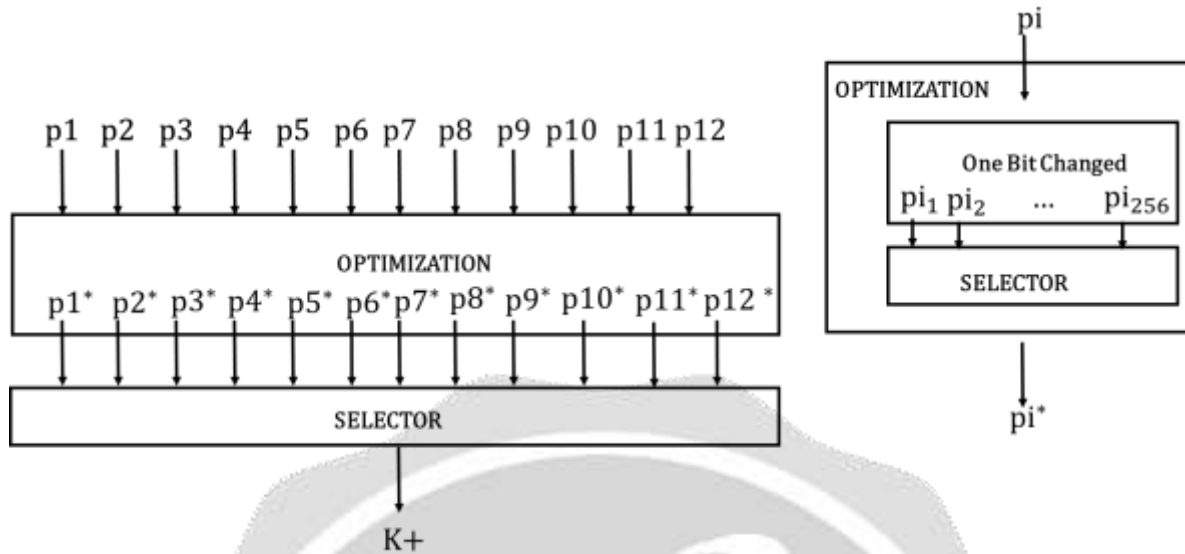 p1 p2 p3 p4 p5 p6 p7 p8 p9 p10 p11 p12
OPTIMIZATION
p1* p2* p3* p4* p5* p6* p7* p8* p9* p10* p11* p12 *
SELECTOR
K+
pi
OPTIMIZATION
One Bit Changed
pi₁ pi₂ ... pi₂₅₆
SELECTOR
pi*